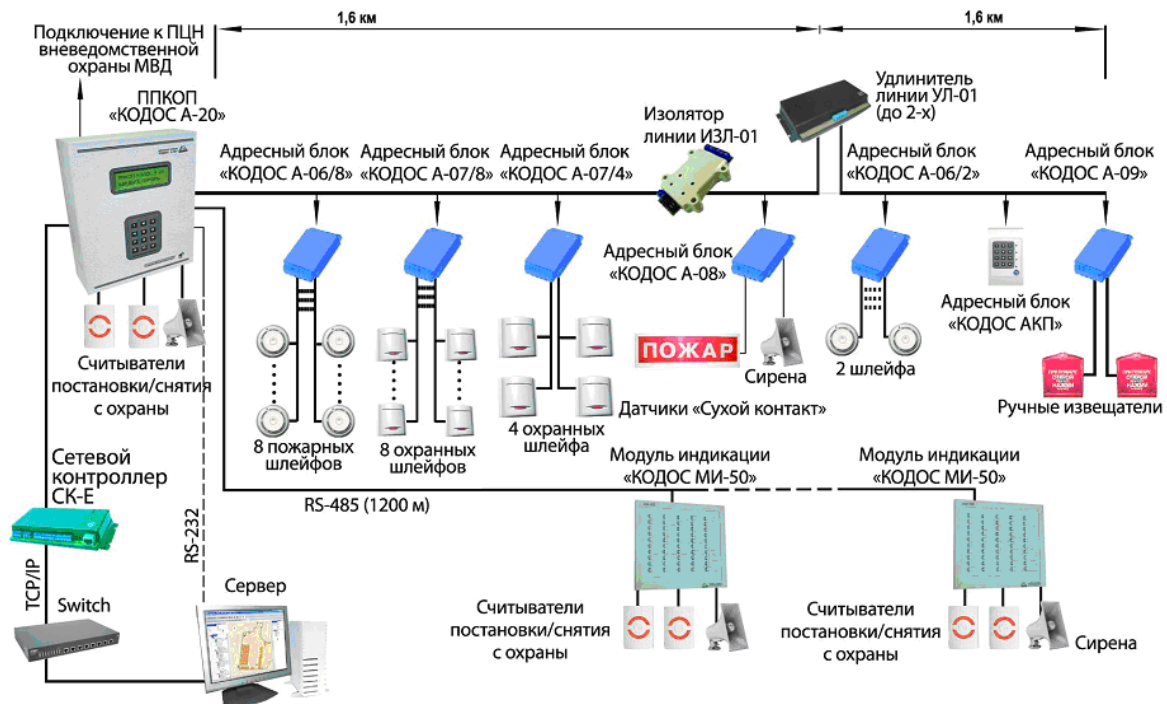 1,6 км
1,6 км
Подключение к ПЦН
вневедомственной
охраны МВД
ППКОП
«КОДОС А-20»
Удлинитель
линии УЛ-01
(до 2-х)
Изолятор
линии ИЗЛ-01
Адресный блок
«КОДОС А-06/8»
Адресный блок
«КОДОС А-07/8»
Адресный блок
«КОДОС А-07/4»
Адресный блок
«КОДОС А-06/2»
Адресный блок
«КОДОС А-09»
Адресный блок
«КОДОС А-08»
Адресный блок
«КОДОС АКП»
ПОЖАР
Сирена
2 шлейфа
Ручные извещатели
Считыватели
постановки/снятия
с охраны
8 пожарных
шлейфов
8 охранных
шлейфов
4 охранных
шлейфа
Датчики «Сухой контакт»
Сетевой
контроллер
СК-Е
RS-485 (1200 м)
Модуль индикации
«КОДОС МИ-50»
Модуль индикации
«КОДОС МИ-50»
RS-232
TCP/IP
Switch
Сервер
Считыватели
постановки/снятия
с охраны
Считыватели
постановки/снятия
с охраны
Сирена